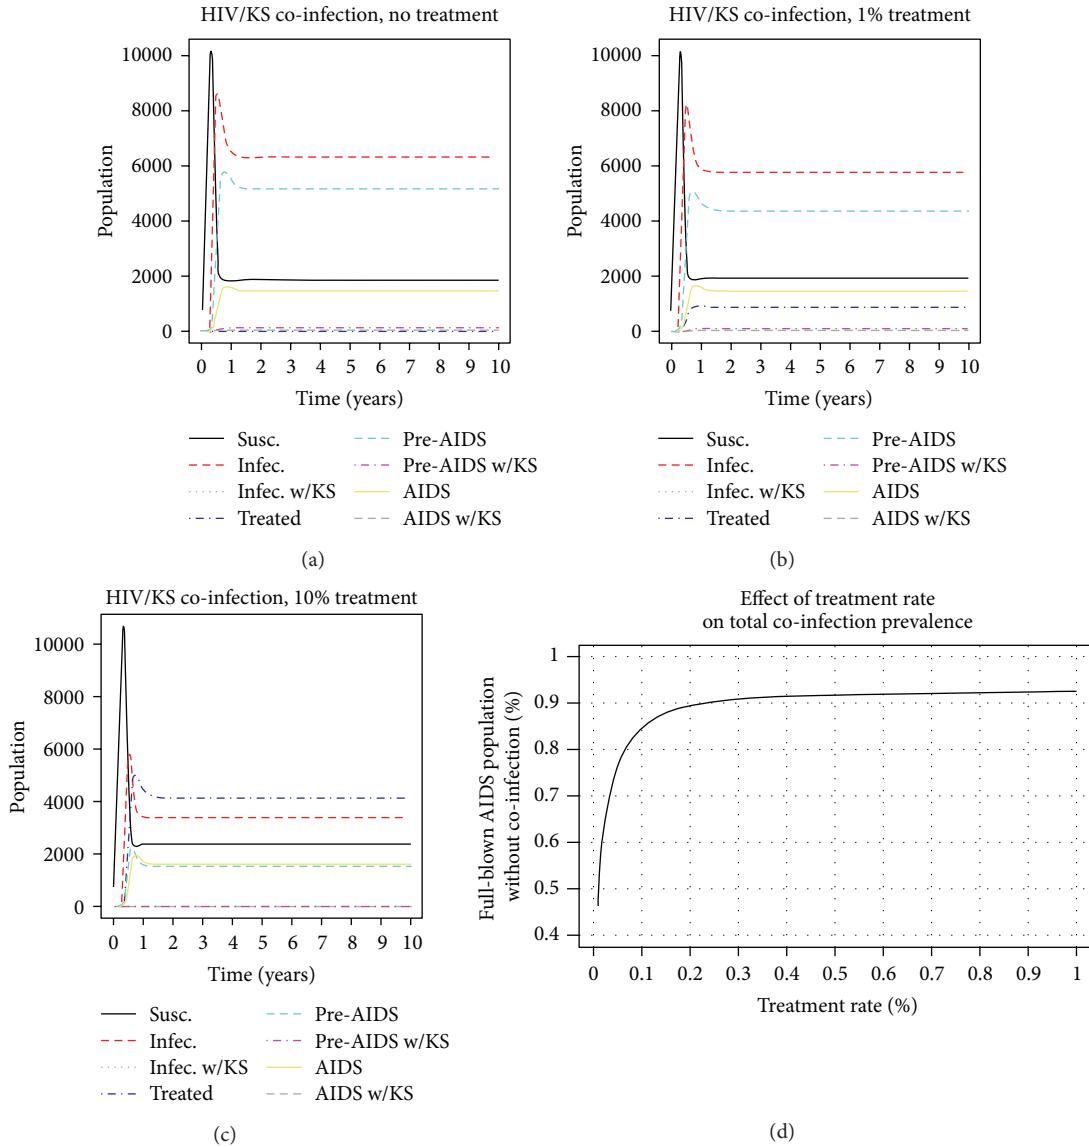 HIV/KS co-infection, no treatment
10000
8000
6000
4000
2000
0
Population
0 1 2 3 4 5 6 7 8 9 10
Time (years)
Susc.
Infec.
Infec. w/KS
Treated
Pre-AIDS
Pre-AIDS w/KS
AIDS
AIDS w/KS
(a)
HIV/KS co-infection, 1% treatment
10000
8000
6000
4000
2000
0
Population
0 1 2 3 4 5 6 7 8 9 10
Time (years)
Susc.
Infec.
Infec. w/KS
Treated
Pre-AIDS
Pre-AIDS w/KS
AIDS
AIDS w/KS
(b)
HIV/KS co-infection, 10% treatment
10000
8000
6000
4000
2000
0
Population
0 1 2 3 4 5 6 7 8 9 10
Time (years)
Susc.
Infec.
Infec. w/KS
Treated
Pre-AIDS
Pre-AIDS w/KS
AIDS
AIDS w/KS
(c)
Effect of treatment rate
on total co-infection prevalence
1
0.9
0.8
0.7
0.6
0.5
0.4
Full-blown AIDS population
without co-infection (%)
0 0.1 0.2 0.3 0.4 0.5 0.6 0.7 0.8 0.9 1
Treatment rate (%)
(d)